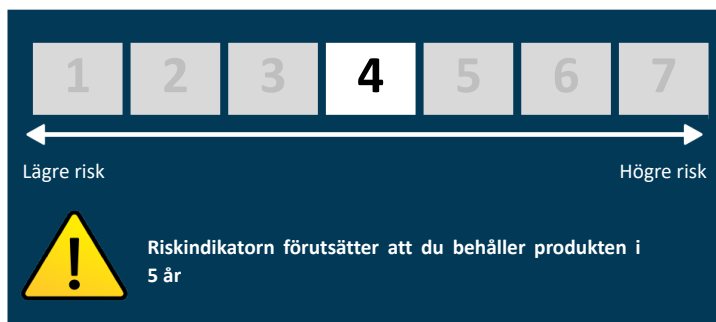 1 2 3 4 5 6 7
Lägre risk Högre risk
Riskindikatorn förutsätter att du behåller produkten i
5 år